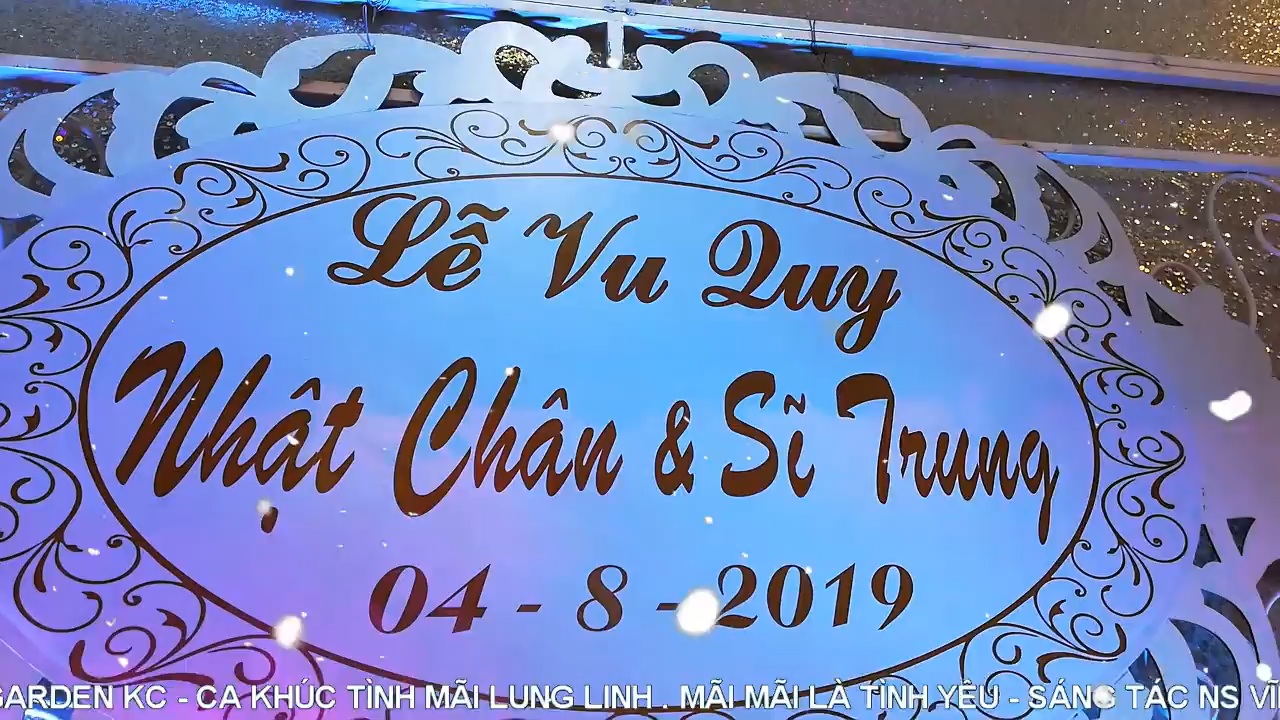 Lễ Vu Quy
Nhật Chân & Sĩ Trung
04 - 8 - 2019
GARDEN KC - CA KHÚC TÌNH MÃI LUNG LINH . MÃI MÃI LÀ TÌNH YÊU - SÁNG TÁC NS VĨ